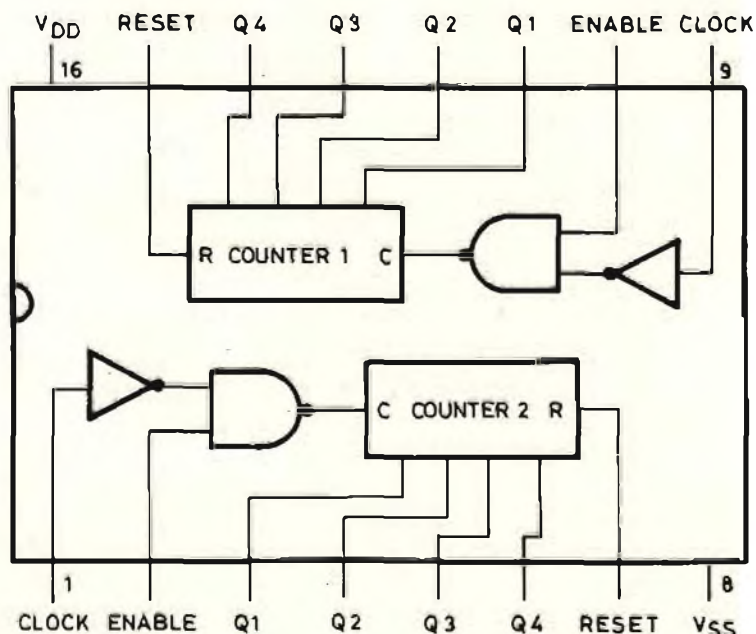 VDD RESET Q4 Q3 Q2 Q1 ENABLE CLOCK
16 9
R COUNTER 1 C
C COUNTER 2 R
1 8
CLOCK ENABLE Q1 Q2 Q3 Q4 RESET VSS